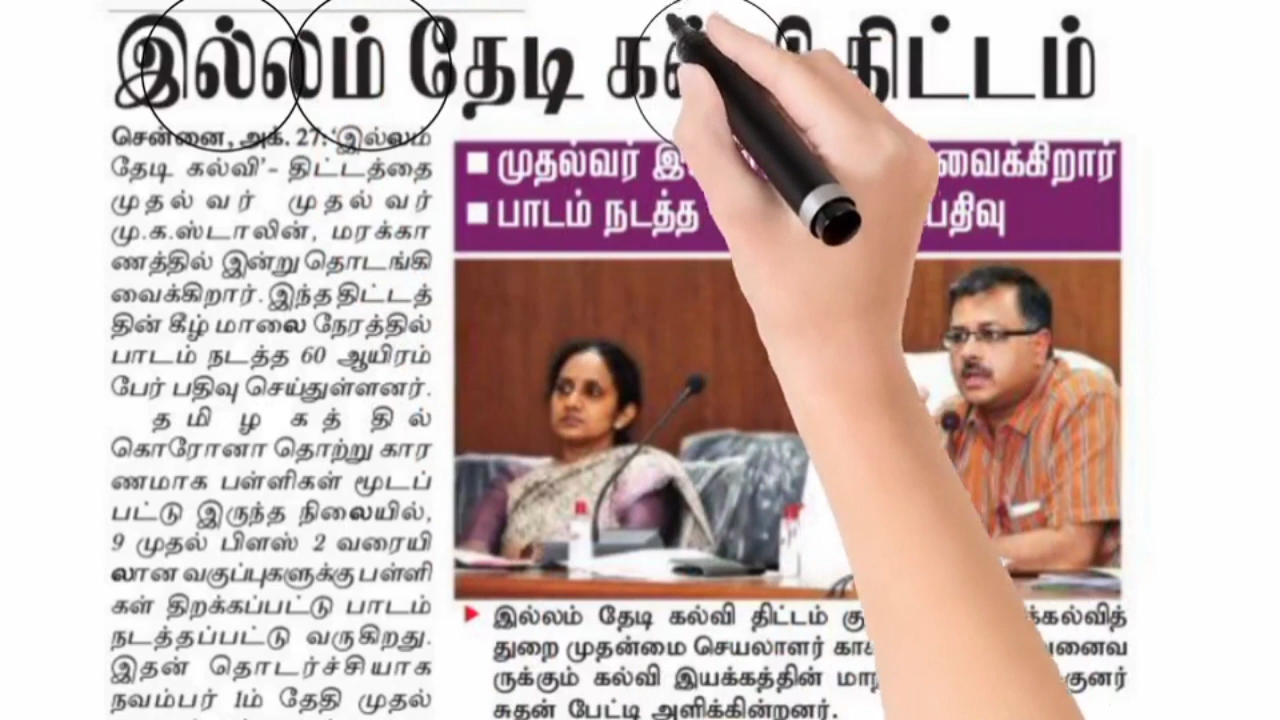 இல்லம் தேடி திட்டம்
சென்னை, அக். 27: 'இல்லம்
தேடி கல்வி'– திட்டத்தை
முதல்வர் முதல்வர்
மு.க.ஸ்டாலின், மரக்கா
ணத்தில் இன்று தொடங்கி
வைக்கிறார். இந்த திட்டத்
தின் கீழ் மாலை நேரத்தில்
பாடம் நடத்த 60 ஆயிரம்
பேர் பதிவு செய்துள்ளனர்.
தமிழகத்தில்
கொரோனா தொற்று கார
ணமாக பள்ளிகள் மூடப்
பட்டு இருந்த நிலையில்,
9 முதல் பிளஸ் 2 வரையி
லான வகுப்புகளுக்கு பள்ளி
கள் திறக்கப்பட்டு பாடம்
நடத்தப்பட்டு வருகிறது.
இதன் தொடர்ச்சியாக
நவம்பர் 1ம் தேதி முதல்
■ முதல்வர் வைக்கிறார்
■ பாடம் நடத்த
இல்லம் தேடி கல்வி திட்டம்
துறை முதன்மை செயலாளர்
ருக்கும் கல்வி இயக்கத்தின்
சுதன் பேட்டி அளிக்கின்றனர்.